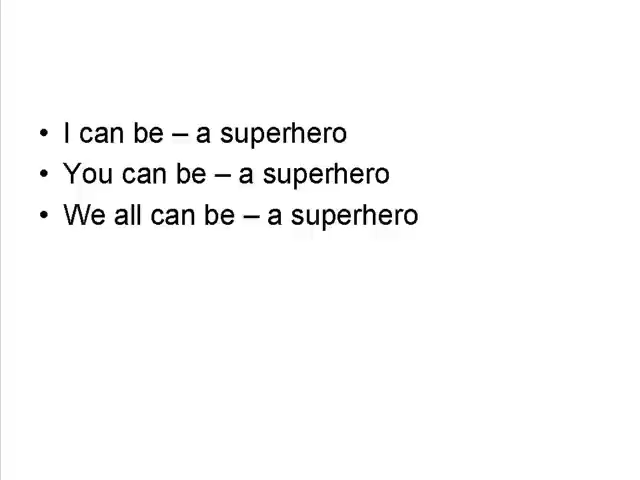 • I can be – a superhero
• You can be – a superhero
• We all can be – a superhero